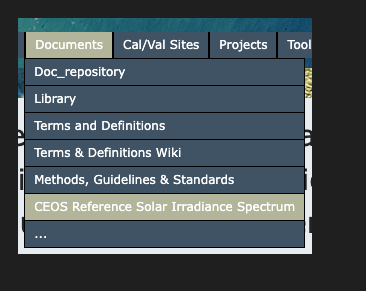 Documents Cal/Val Sites Projects Tool
Doc_repository
Library
Terms and Definitions
Terms & Definitions Wiki
Methods, Guidelines & Standards
CEOS Reference Solar Irradiance Spectrum
...